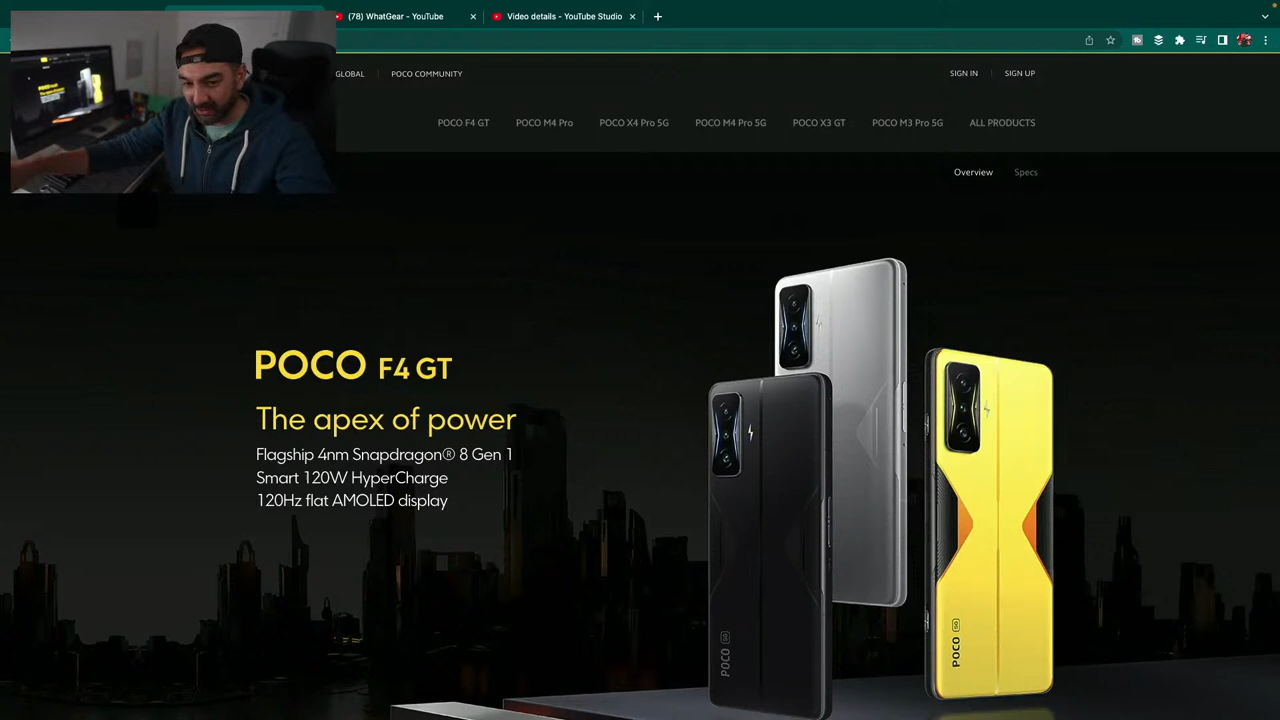 (78) WhatGear - YouTube
Video details - YouTube Studio
GLOBAL
POCO COMMUNITY
SIGN IN
SIGN UP
POCO F4 GT
POCO M4 Pro
POCO X4 Pro 5G
POCO M4 Pro 5G
POCO X3 GT
POCO M3 Pro 5G
ALL PRODUCTS
Overview
Specs
POCO F4 GT
The apex of power
Flagship 4nm Snapdragon® 8 Gen 1
Smart 120W HyperCharge
120Hz flat AMOLED display
POCO 5G
POCO 5G